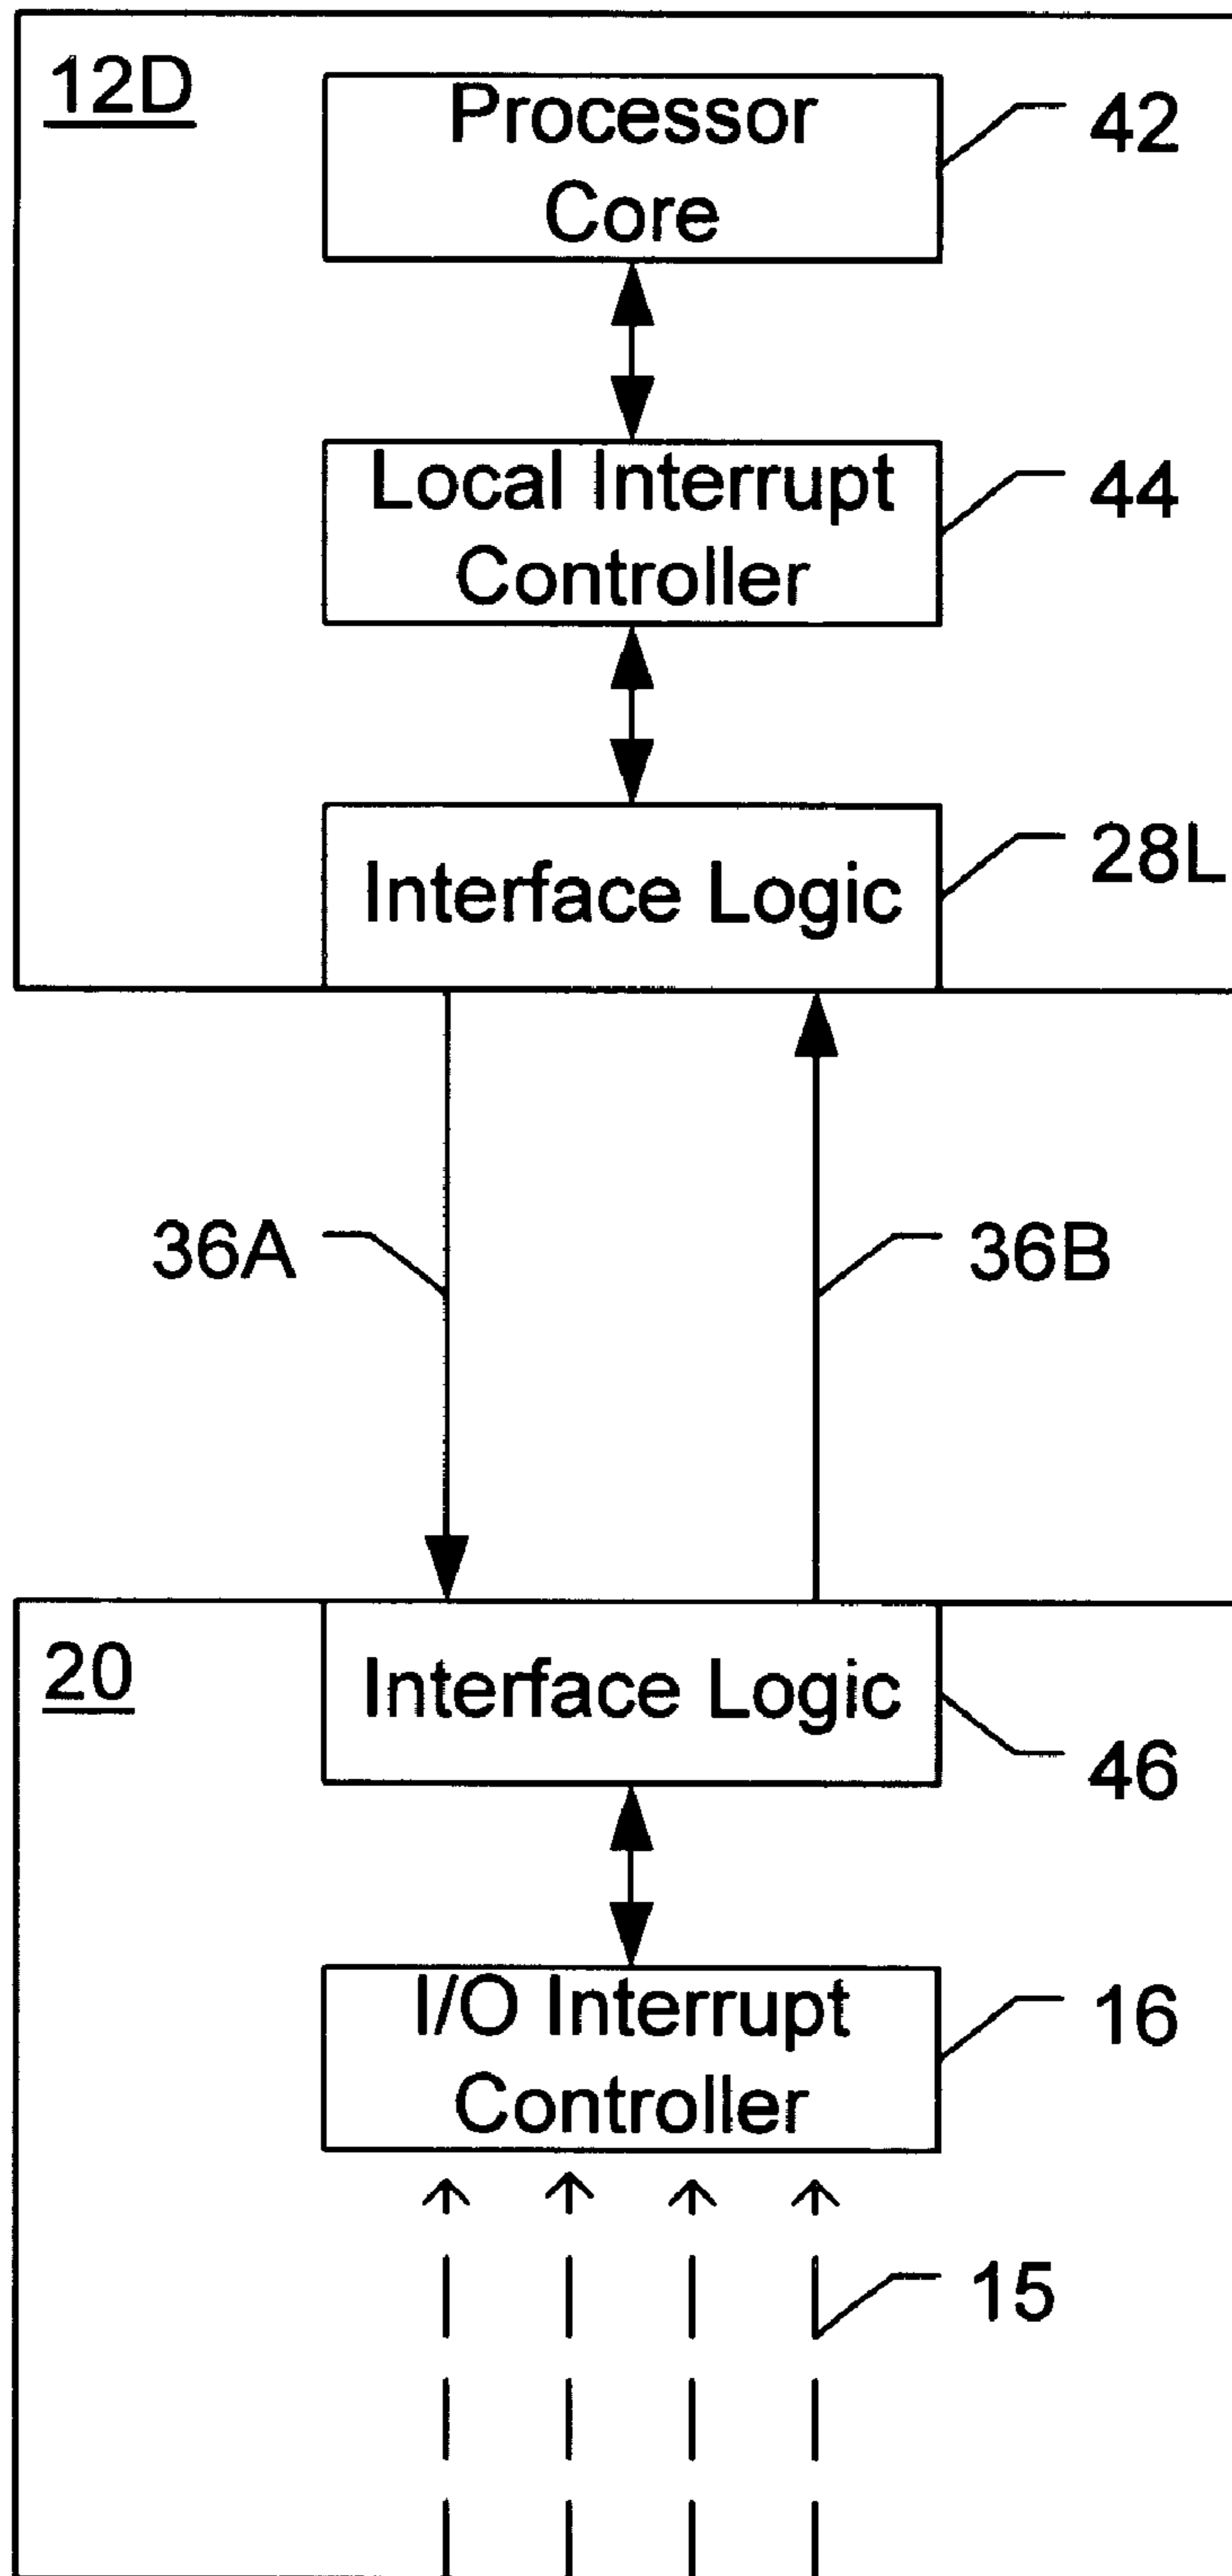 12D
Processor
Core
42
Local Interrupt
Controller
44
Interface Logic
28L
36A
36B
20
Interface Logic
46
I/O Interrupt
Controller
16
15